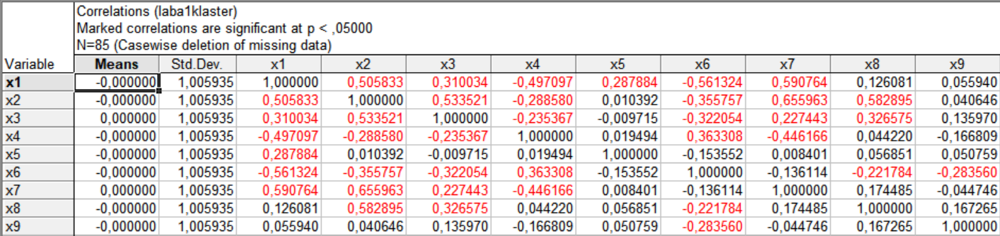 Correlations (laba1klaster)
Marked correlations are significant at p < ,05000
N=85 (Casewise deletion of missing data)
Variable Means Std.Dev. x1 x2 x3 x4 x5 x6 x7 x8 x9
x1 -0,000000 1,005935 1,000000 0,505833 0,310034 -0,497097 0,287884 -0,561324 0,590764 0,126081 0,055940
x2 -0,000000 1,005935 0,505833 1,000000 0,533521 -0,288580 0,010392 -0,355757 0,655963 0,582895 0,040646
x3 0,000000 1,005935 0,310034 0,533521 1,000000 -0,235367 -0,009715 -0,322054 0,227443 0,326575 0,135970
x4 -0,000000 1,005935 -0,497097 -0,288580 -0,235367 1,000000 0,019494 0,363308 -0,446166 0,044220 -0,166809
x5 -0,000000 1,005935 0,287884 0,010392 -0,009715 0,019494 1,000000 -0,153552 0,008401 0,056851 0,050759
x6 -0,000000 1,005935 -0,561324 -0,355757 -0,322054 0,363308 -0,153552 1,000000 -0,136114 -0,221784 -0,283560
x7 0,000000 1,005935 0,590764 0,655963 0,227443 -0,446166 0,008401 -0,136114 1,000000 0,174485 -0,044746
x8 -0,000000 1,005935 0,126081 0,582895 0,326575 0,044220 0,056851 -0,221784 0,174485 1,000000 0,167265
x9 -0,000000 1,005935 0,055940 0,040646 0,135970 -0,166809 0,050759 -0,283560 -0,044746 0,167265 1,000000